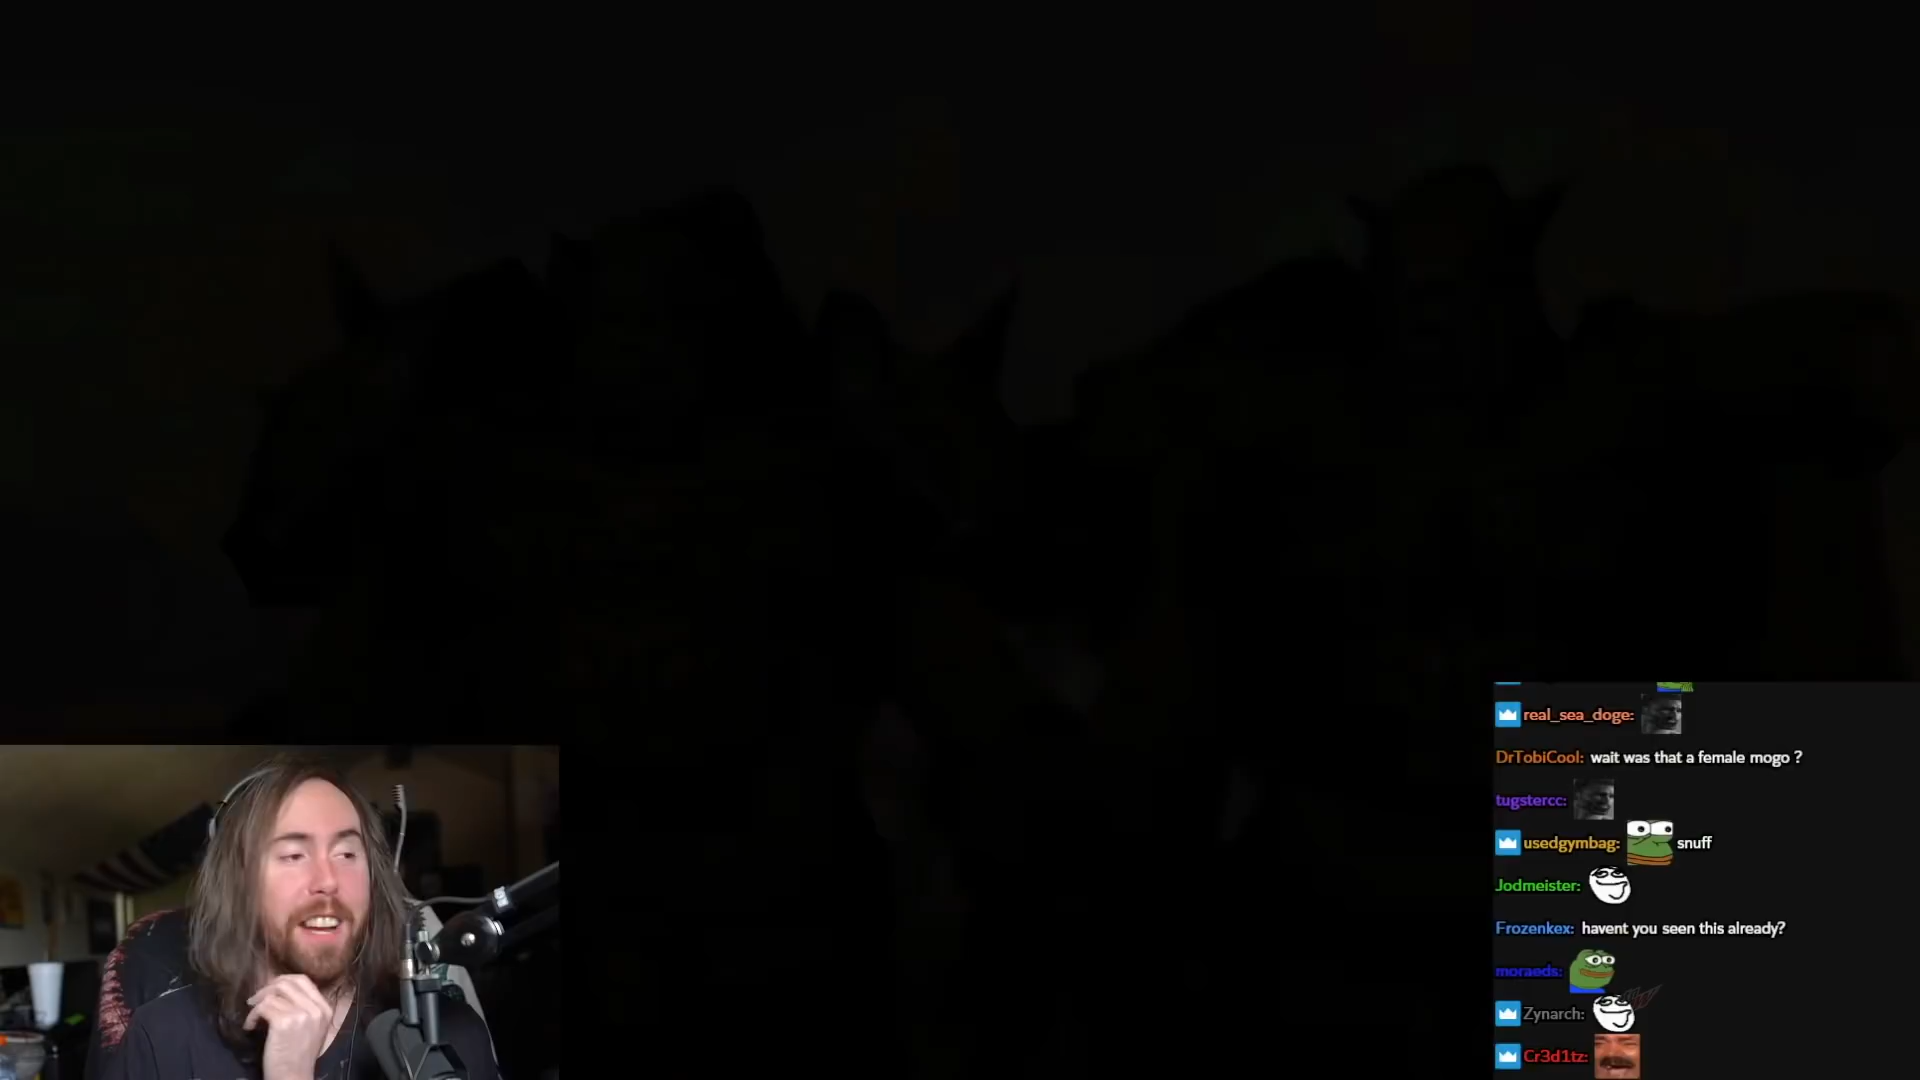 real_sea_doge:
DrTobiCool: wait was that a female mogo ?
tugstercc:
usedgymbag: snuff
Jodmeister:
Frozenkex: havent you seen this already?
moraeds:
Zynarch:
Cr3d1tz: